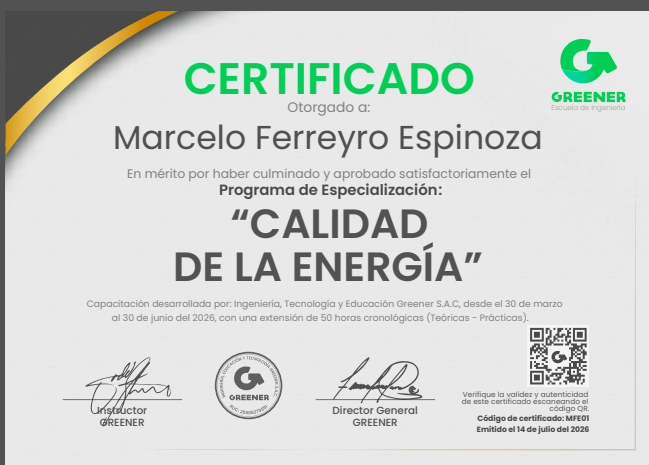 CERTIFICADO
Otorgado a:
GREENER
Escuela de Ingeniería
Marcelo Ferreyro Espinoza
En mérito por haber culminado y aprobado satisfactoriamente el
Programa de Especialización:
“CALIDAD
DE LA ENERGÍA”
Capacitación desarrollada por: Ingeniería, Tecnología y Educación Greener S.A.C, desde el 30 de marzo
al 30 de junio del 2026, con una extensión de 50 horas cronológicas (Teóricas - Prácticas).
GREENER
Instructor
GREENER
Director General
GREENER
Verifique la validez y autenticidad
de este certificado escaneando el
código QR.
Código de certificado: MFE01
Emitido el 14 de julio del 2026